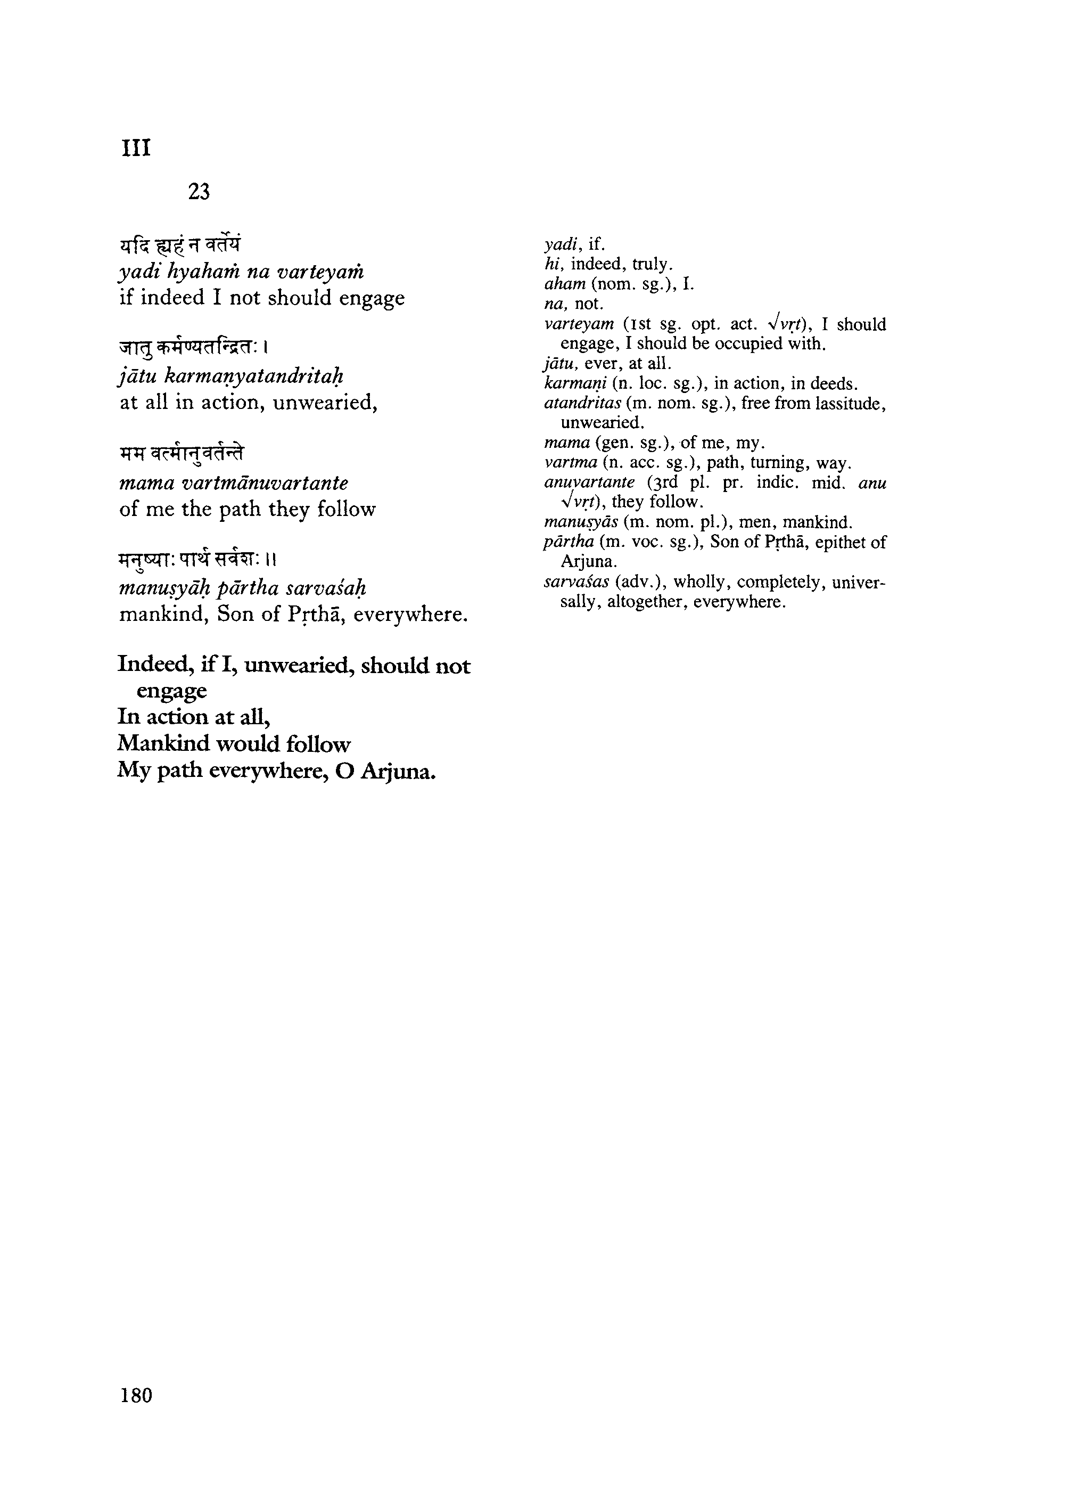 III
23
यदि ह्यहं न वर्तेयं
yadi hyahaṁ na varteyaṁ
if indeed I not should engage
जातु कर्मण्यतन्द्रितः ।
jātu karmaṇyatandritaḥ
at all in action, unwearied,
मम वर्त्मानुवर्तन्ते
mama vartmānuvartante
of me the path they follow
मनुष्याः पार्थ सर्वशः ॥
manuṣyāḥ pārtha sarvaśaḥ
mankind, Son of Pṛthā, everywhere.
Indeed, if I, unwearied, should not
engage
In action at all,
Mankind would follow
My path everywhere, O Arjuna.
yadi, if.
hi, indeed, truly.
aham (nom. sg.), I.
na, not.
varteyam (1st sg. opt. act. √vṛt), I should
engage, I should be occupied with.
jātu, ever, at all.
karmaṇi (n. loc. sg.), in action, in deeds.
atandritas (m. nom. sg.), free from lassitude,
unwearied.
mama (gen. sg.), of me, my.
vartma (n. acc. sg.), path, turning, way.
anuvartante (3rd pl. pr. indic. mid. anu
√vṛt), they follow.
manuṣyās (m. nom. pl.), men, mankind.
pārtha (m. voc. sg.), Son of Pṛthā, epithet of
Arjuna.
sarvaśas (adv.), wholly, completely, univer-
sally, altogether, everywhere.
180